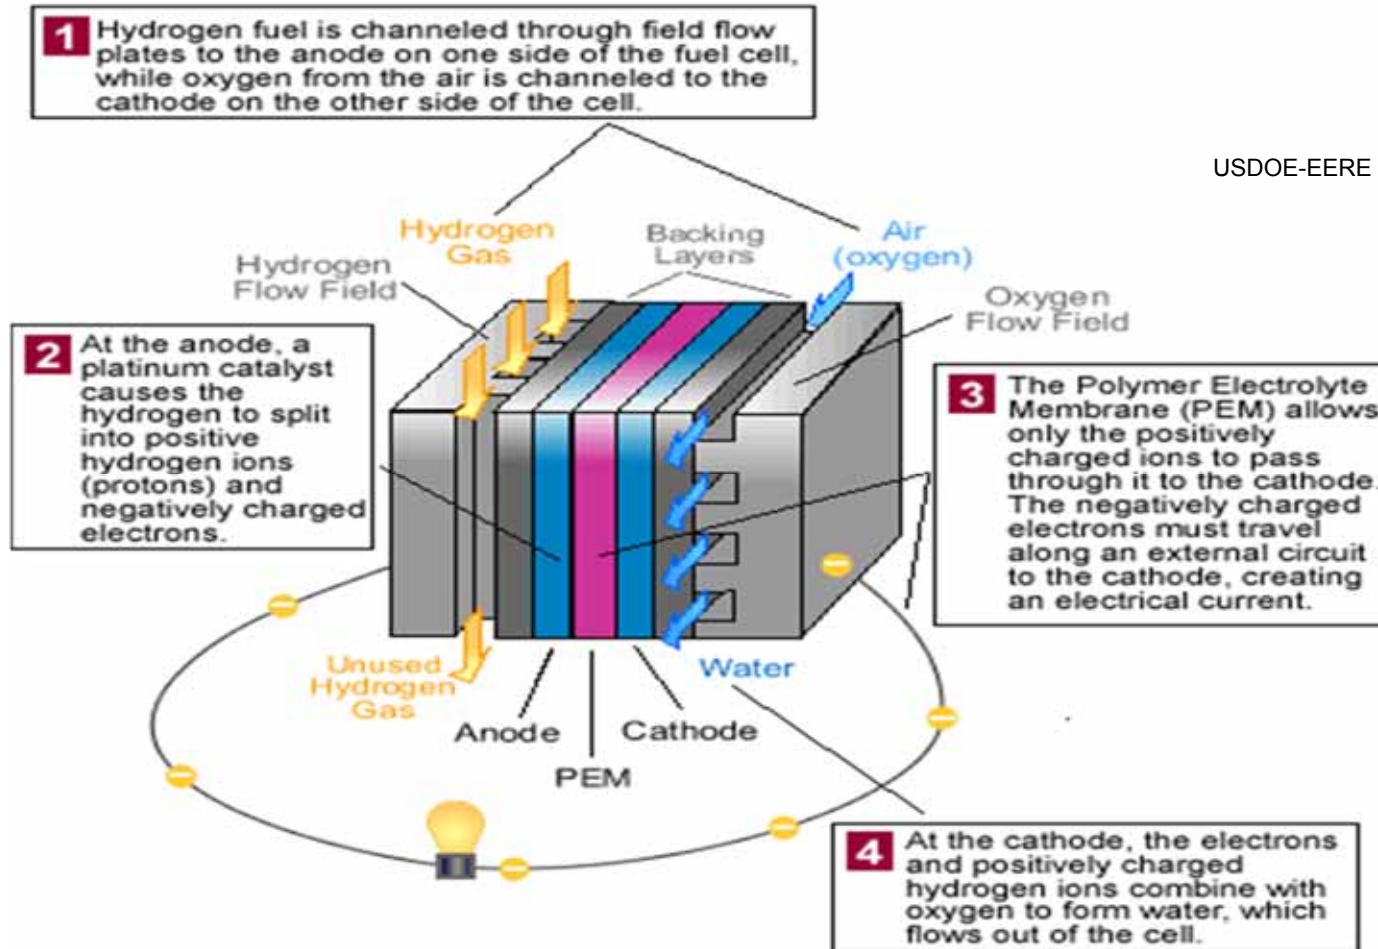 1 Hydrogen fuel is channeled through field flow
plates to the anode on one side of the fuel cell,
while oxygen from the air is channeled to the
cathode on the other side of the cell.
USDOE-EERE
Hydrogen
Gas
Backing
Layers
Air
(oxygen)
Hydrogen
Flow Field
Oxygen
Flow Field
2 At the anode, a
platinum catalyst
causes the
hydrogen to split
into positive
hydrogen ions
(protons) and
negatively charged
electrons.
3 The Polymer Electrolyte
Membrane (PEM) allows
only the positively
charged ions to pass
through it to the cathode.
The negatively charged
electrons must travel
along an external circuit
to the cathode, creating
an electrical current.
Unused
Hydrogen
Gas
Water
Anode
Cathode
PEM
4 At the cathode, the electrons
and positively charged
hydrogen ions combine with
oxygen to form water, which
flows out of the cell.